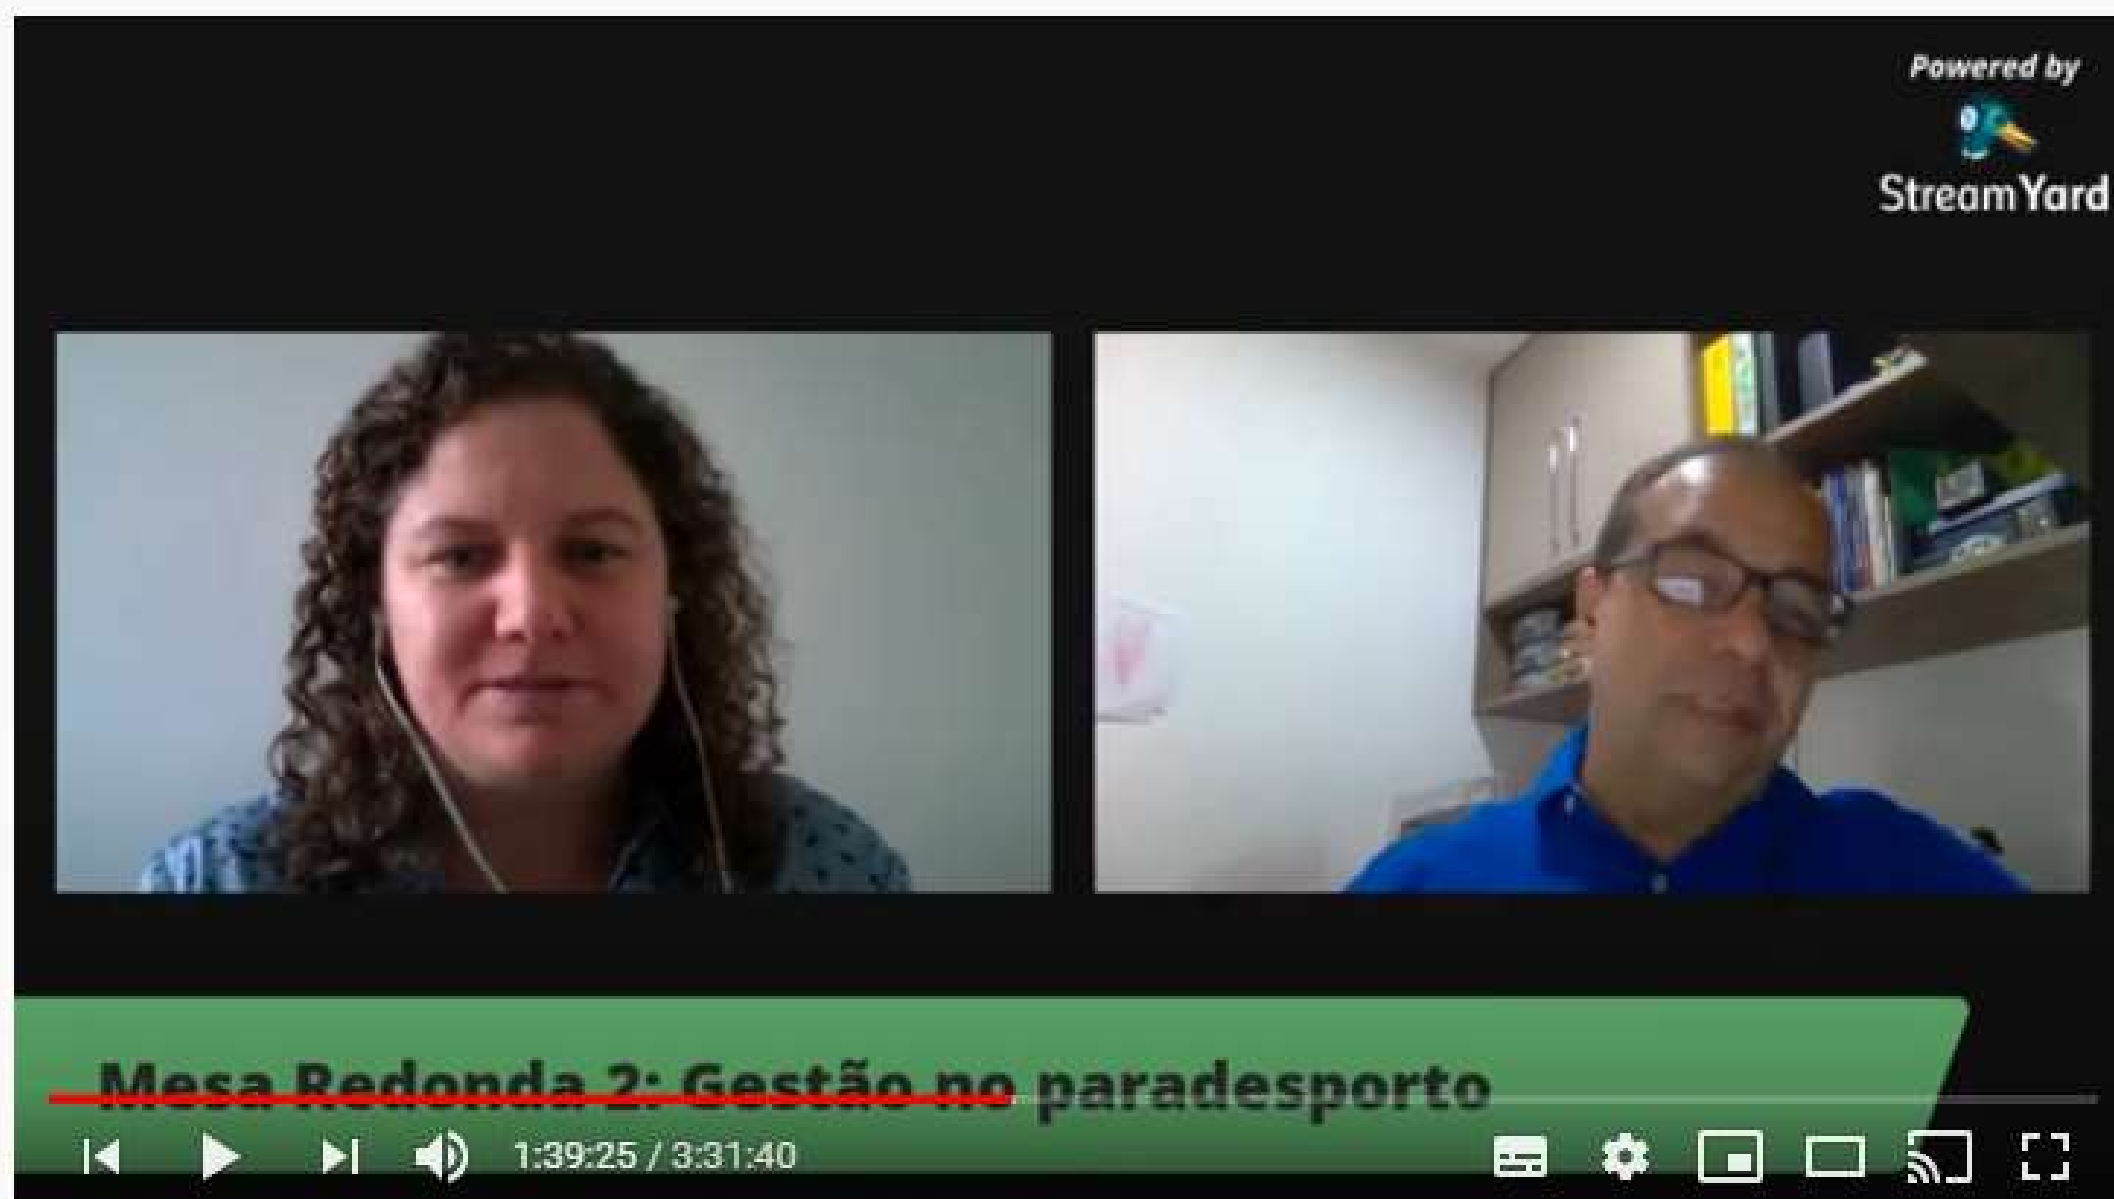 Powered by
StreamYard
Mesa Redonda 2: Gestão no paradesporto
1:39:25 / 3:31:40